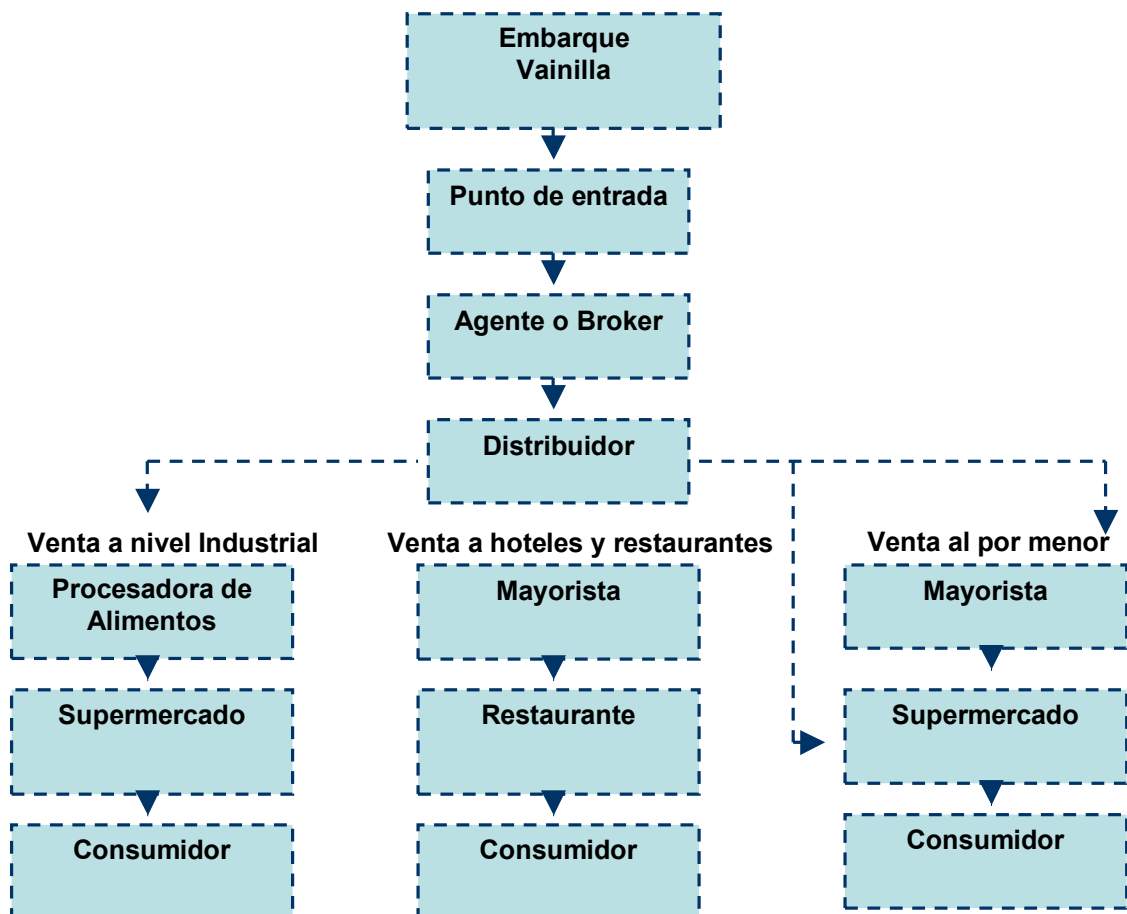 Embarque
Vainilla
Punto de entrada
Agente o Broker
Distribuidor
Venta a nivel Industrial
Venta a hoteles y restaurantes
Venta al por menor
Procesadora de
Alimentos
Mayorista
Mayorista
Supermercado
Restaurante
Supermercado
Consumidor
Consumidor
Consumidor